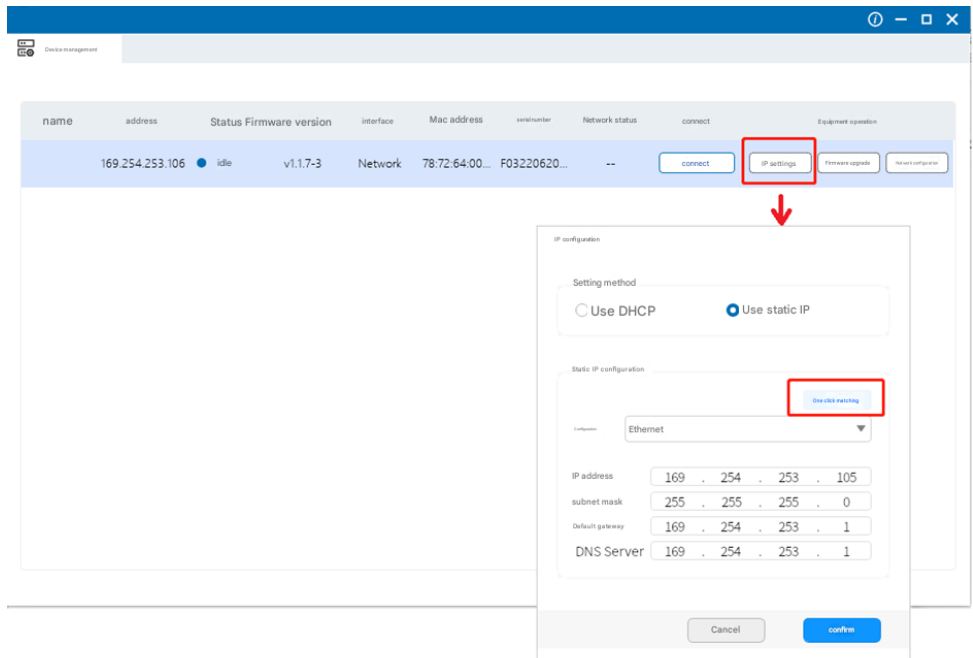 Device management
name address Status Firmware version interface Mac address serial number Network status connect Equipment operation
169.254.253.106 idle v1.1.7-3 Network 78:72:64:00... F03220620... -- connect IP settings Firmware upgrade Network configuration
IP configuration
Setting method
Use DHCP Use static IP
Static IP configuration
One click matching
Configuration Ethernet
IP address 169 . 254 . 253 . 105
subnet mask 255 . 255 . 255 . 0
Default gateway 169 . 254 . 253 . 1
DNS Server 169 . 254 . 253 . 1
Cancel confirm